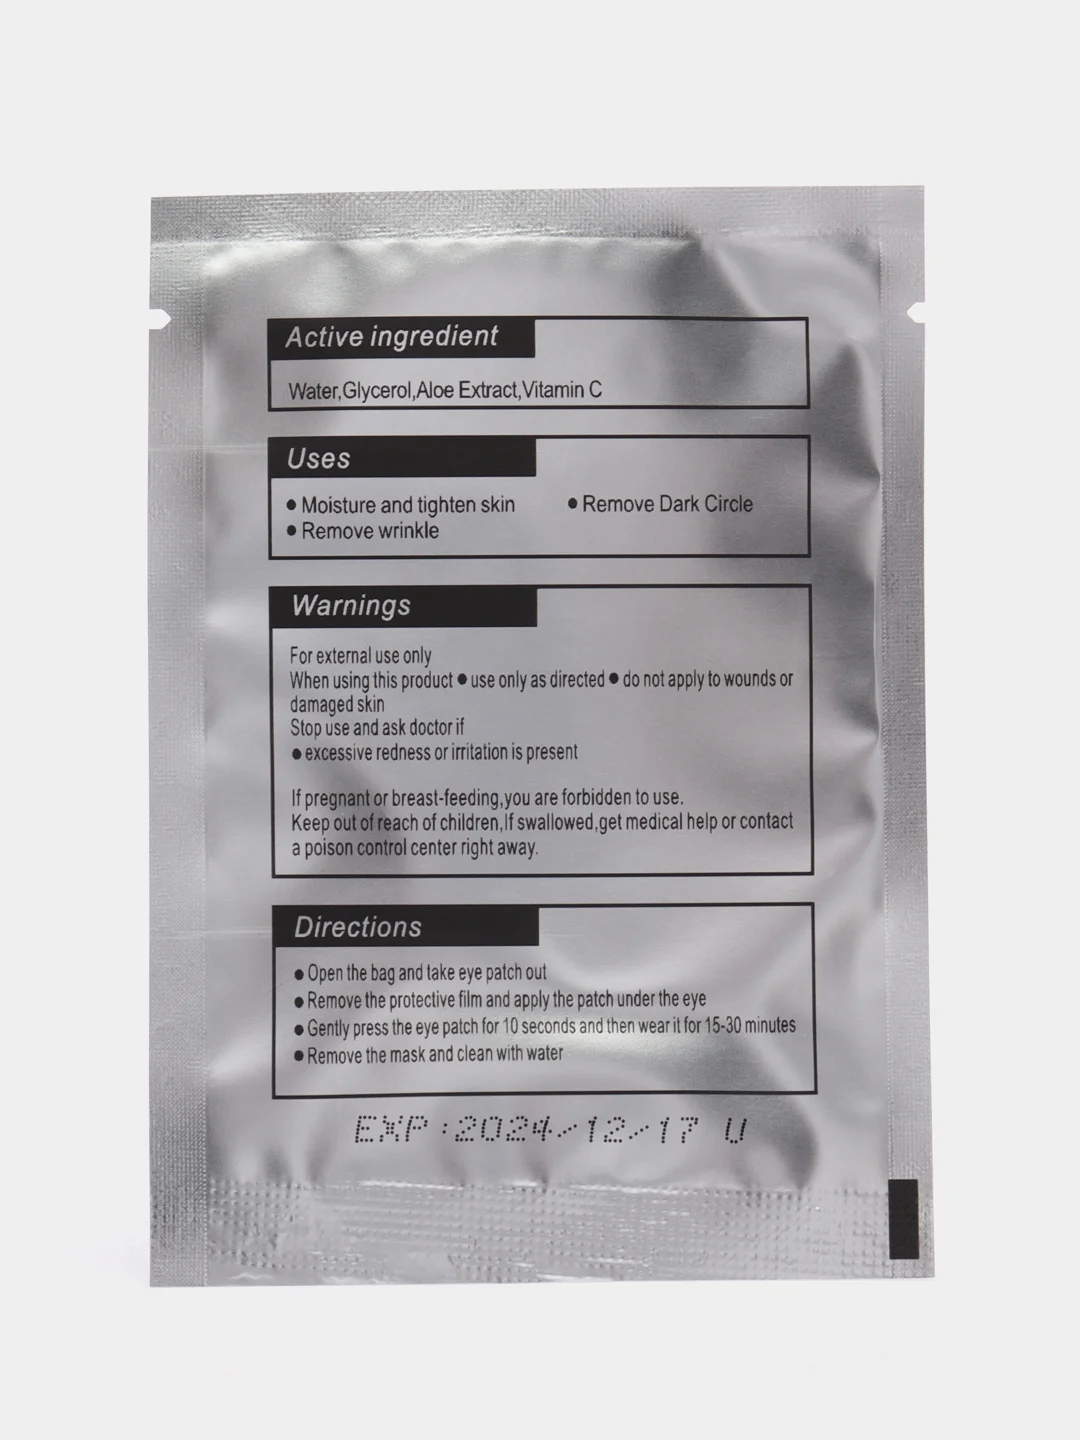 Active ingredient
Water,Glycerol,Aloe Extract,Vitamin C
Uses
● Moisture and tighten skin ● Remove Dark Circle
● Remove wrinkle
Warnings
For external use only
When using this product ● use only as directed ● do not apply to wounds or
damaged skin
Stop use and ask doctor if
● excessive redness or irritation is present
If pregnant or breast-feeding,you are forbidden to use.
Keep out of reach of children,If swallowed,get medical help or contact
a poison control center right away.
Directions
● Open the bag and take eye patch out
● Remove the protective film and apply the patch under the eye
● Gently press the eye patch for 10 seconds and then wear it for 15-30 minutes
● Remove the mask and clean with water
EXP:2024/12/17 U